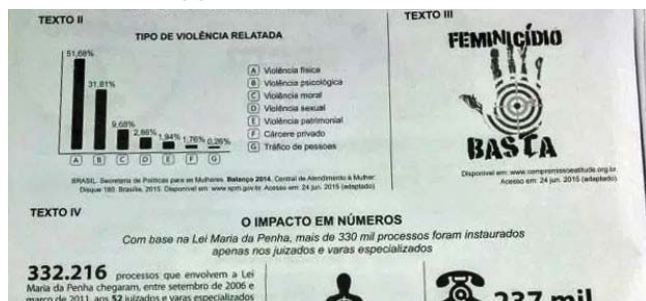 TEXTO II
TIPO DE VIOLÊNCIA RELATADA
51,68%
31,81%
9,68%
2,86%
1,94%
1,76%
0,26%
A B C D E F G
A Violência física
B Violência psicológica
C Violência moral
D Violência sexual
E Violência patrimonial
F Cárcere privado
G Tráfico de pessoas
BRASIL. Secretaria de Políticas para as Mulheres. Balanço 2014. Central de Atendimento à Mulher:
Disque 180. Brasília, 2015. Disponível em: www.spm.gov.br. Acesso em: 24 jun. 2015 (adaptado)
TEXTO III
FEMINICÍDIO
BASTA
Disponível em: www.compromissoeatitude.org.br
Acesso em: 24 jun. 2015 (adaptado)
TEXTO IV
O IMPACTO EM NÚMEROS
Com base na Lei Maria da Penha, mais de 330 mil processos foram instaurados
apenas nos juizados e varas especializados
332.216 processos que envolvem a Lei
Maria da Penha chegaram, entre setembro de 2006 e
março de 2011, aos 52 juizados e varas especializados
237 mil